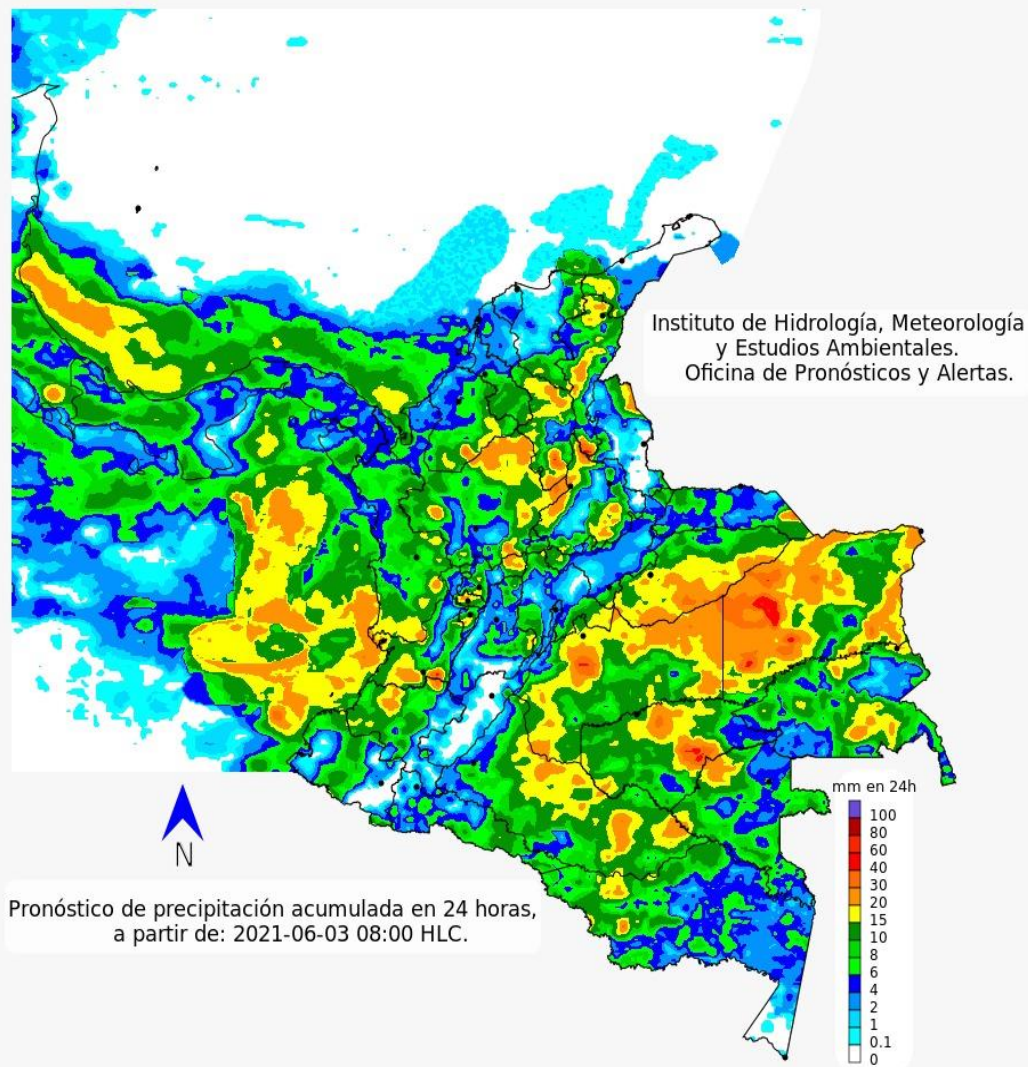 Instituto de Hidrología, Meteorología
y Estudios Ambientales.
Oficina de Pronósticos y Alertas.
N
Pronóstico de precipitación acumulada en 24 horas,
a partir de: 2021-06-03 08:00 HLC.
mm en 24h
100
80
60
40
30
20
15
10
8
6
4
2
1
0.1
0